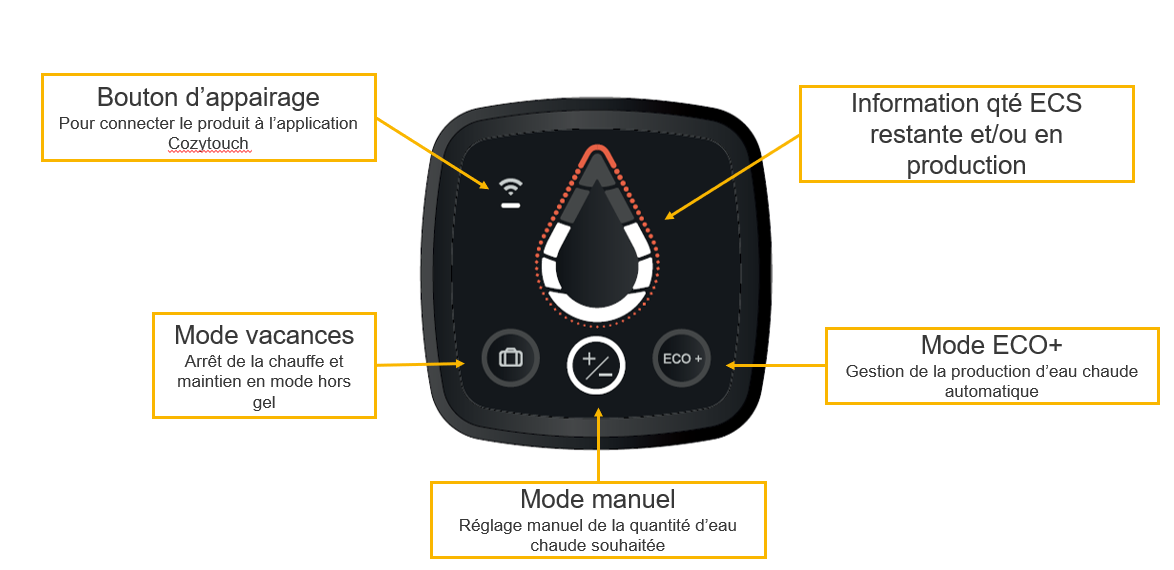 Bouton d’appairage
Pour connecter le produit à l’application
Cozytouch
Information qté ECS
restante et/ou en
production
Mode vacances
Arrêt de la chauffe et
maintien en mode hors
gel
ECO +
Mode ECO+
Gestion de la production d’eau chaude
automatique
Mode manuel
Réglage manuel de la quantité d’eau
chaude souhaitée